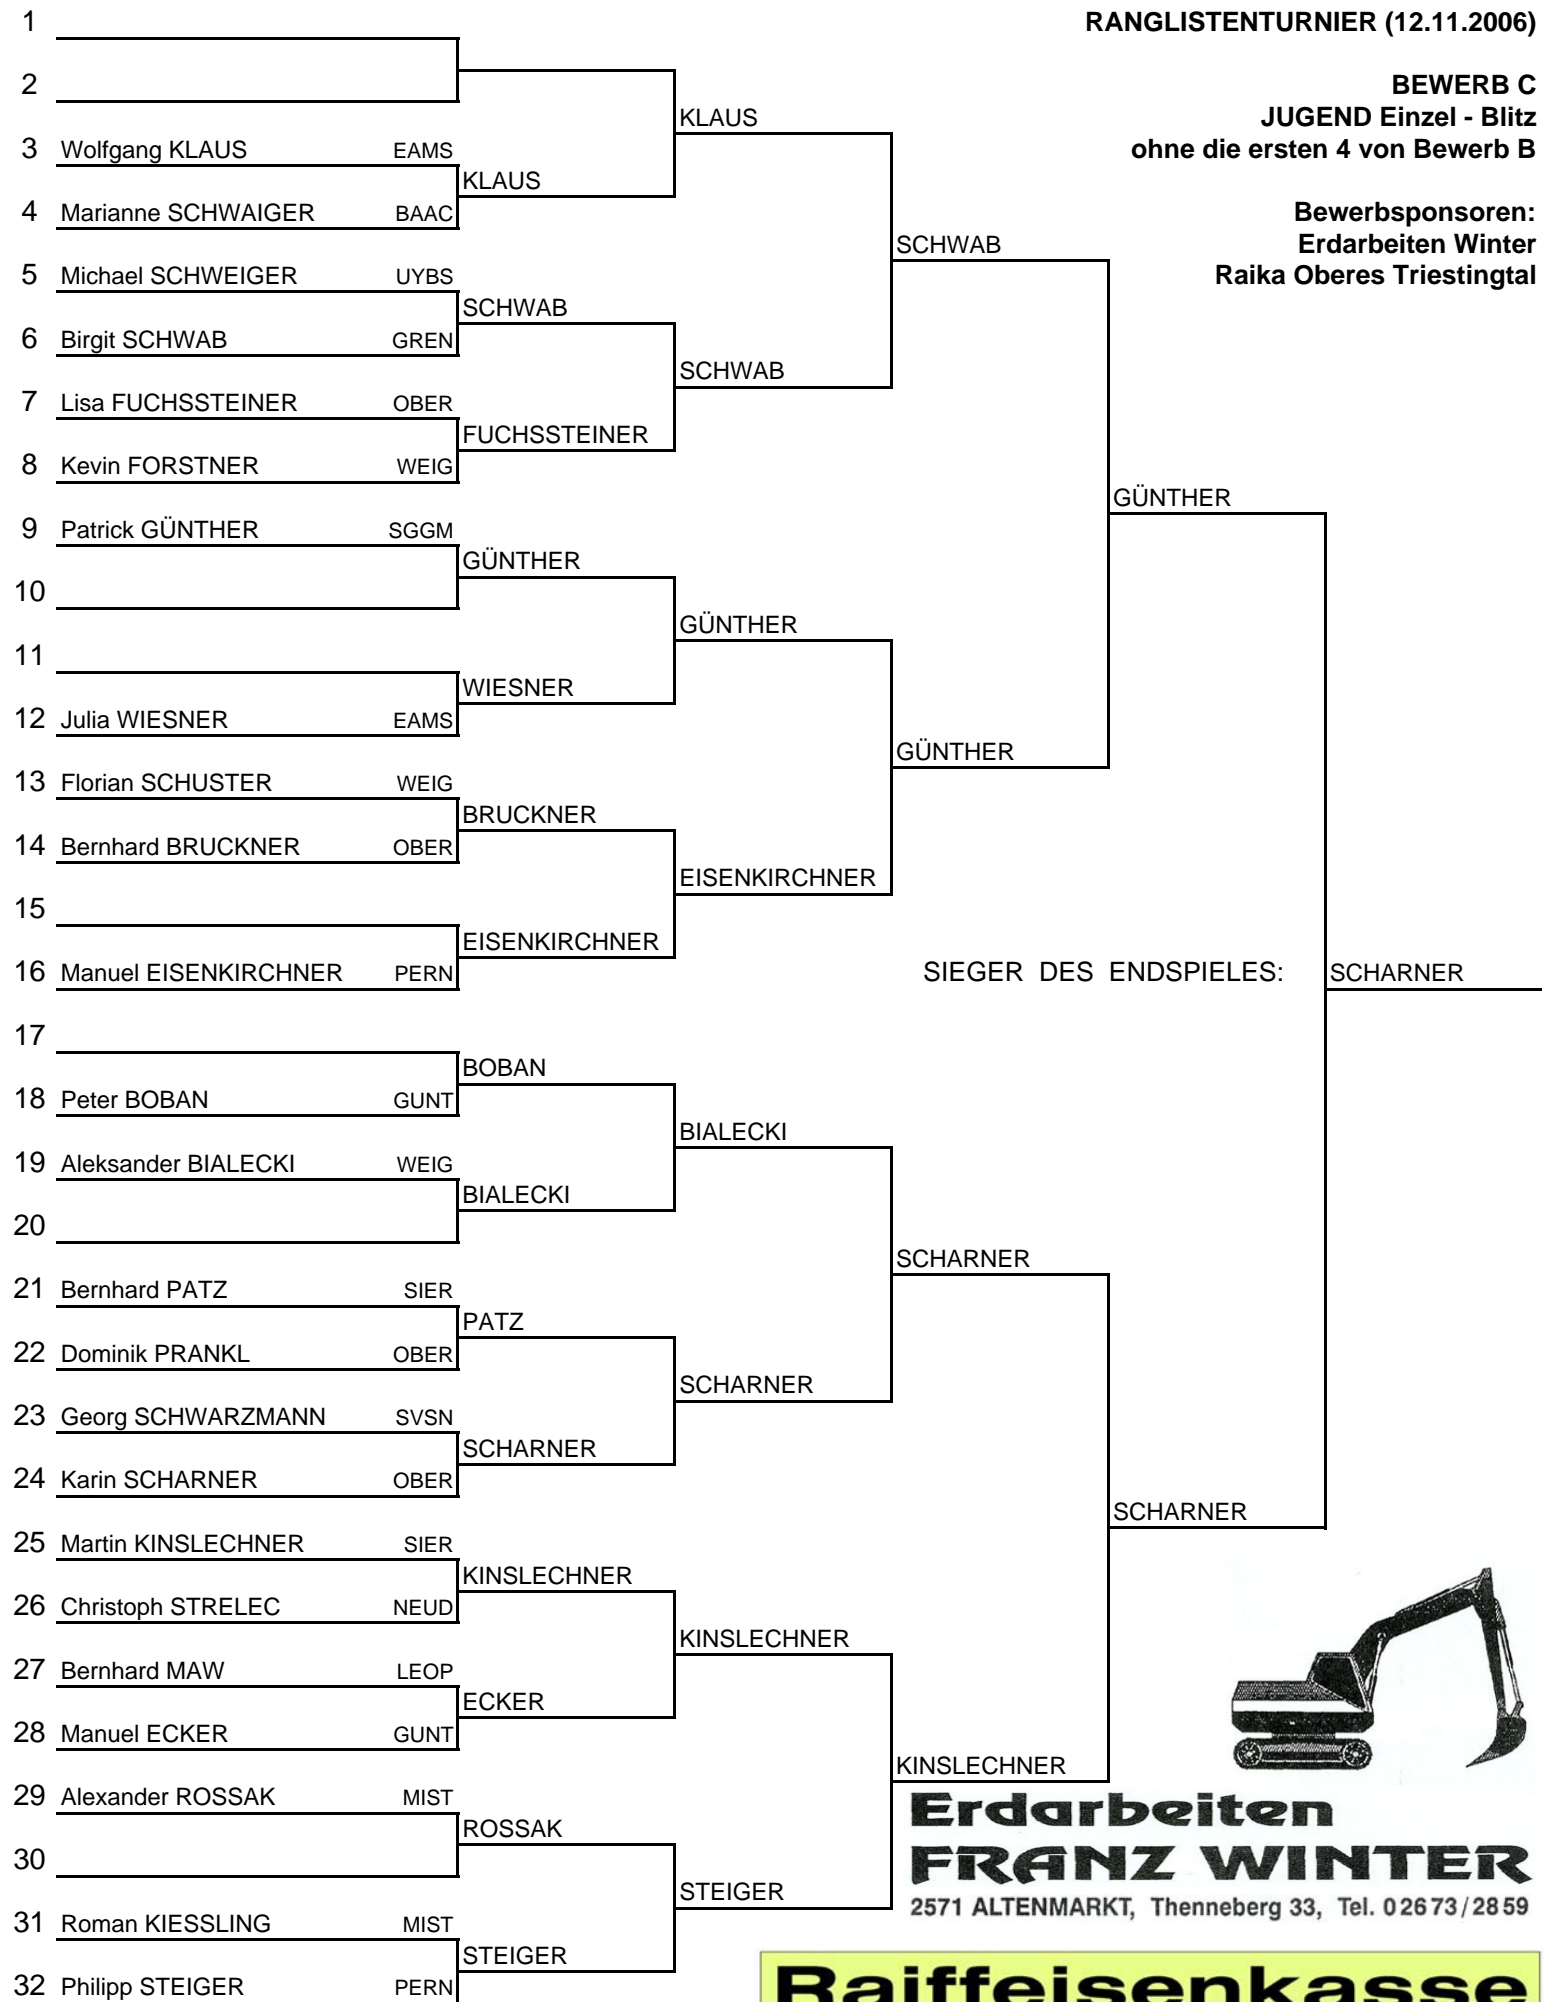 RANGLISTENTURNIER (12.11.2006)
BEWERB C
JUGEND Einzel - Blitz
ohne die ersten 4 von Bewerb B
Bewerbsponsoren:
Erdarbeiten Winter
Raika Oberes Triestingtal
1
2
3 Wolfgang KLAUS EAMS
4 Marianne SCHWAIGER BAAC
5 Michael SCHWEIGER UYBS
6 Birgit SCHWAB GREN
7 Lisa FUCHSSTEINER OBER
8 Kevin FORSTNER WEIG
9 Patrick GÜNTHER SGGM
10
11
12 Julia WIESNER EAMS
13 Florian SCHUSTER WEIG
14 Bernhard BRUCKNER OBER
15
16 Manuel EISENKIRCHNER PERN
17
18 Peter BOBAN GUNT
19 Aleksander BIALECKI WEIG
20
21 Bernhard PATZ SIER
22 Dominik PRANKL OBER
23 Georg SCHWARZMANN SVSN
24 Karin SCHARNER OBER
25 Martin KINSLECHNER SIER
26 Christoph STRELEC NEUD
27 Bernhard MAW LEOP
28 Manuel ECKER GUNT
29 Alexander ROSSAK MIST
30
31 Roman KIESSLING MIST
32 Philipp STEIGER PERN
KLAUS
SCHWAB
FUCHSSTEINER
GÜNTHER
WIESNER
BRUCKNER
EISENKIRCHNER
BOBAN
BIALECKI
PATZ
SCHARNER
KINSLECHNER
ECKER
ROSSAK
STEIGER
KLAUS
SCHWAB
GÜNTHER
EISENKIRCHNER
BIALECKI
SCHARNER
KINSLECHNER
STEIGER
SCHWAB
GÜNTHER
SCHARNER
KINSLECHNER
GÜNTHER
SCHARNER
SIEGER DES ENDSPIELES: SCHARNER
Erdarbeiten
FRANZ WINTER
2571 ALTENMARKT, Thenneberg 33, Tel. 02673/2859
Raiffeisenkasse